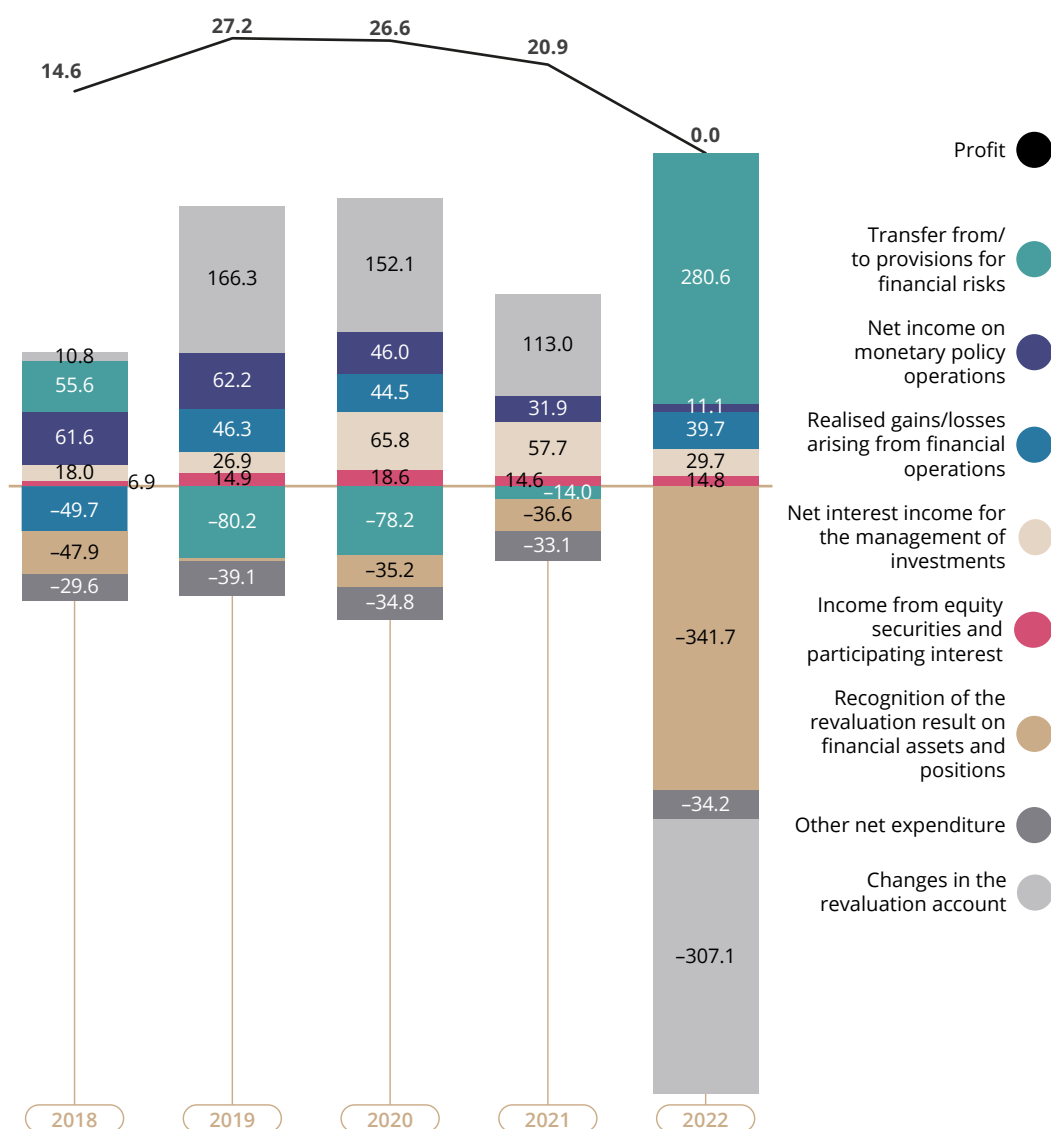 27.2
26.6
20.9
14.6
0.0
10.8
55.6
61.6
18.0
6.9
–49.7
–47.9
–29.6
166.3
62.2
46.3
26.9
14.9
–80.2
–39.1
152.1
46.0
44.5
65.8
18.6
–78.2
–35.2
–34.8
113.0
31.9
57.7
14.6
–14.0
–36.6
–33.1
280.6
11.1
39.7
29.7
14.8
–341.7
–34.2
–307.1
Profit
Transfer from/
to provisions for
financial risks
Net income on
monetary policy
operations
Realised gains/losses
arising from financial
operations
Net interest income for
the management of
investments
Income from equity
securities and
participating interest
Recognition of the
revaluation result on
financial assets and
positions
Other net expenditure
Changes in the
revaluation account
2018
2019
2020
2021
2022